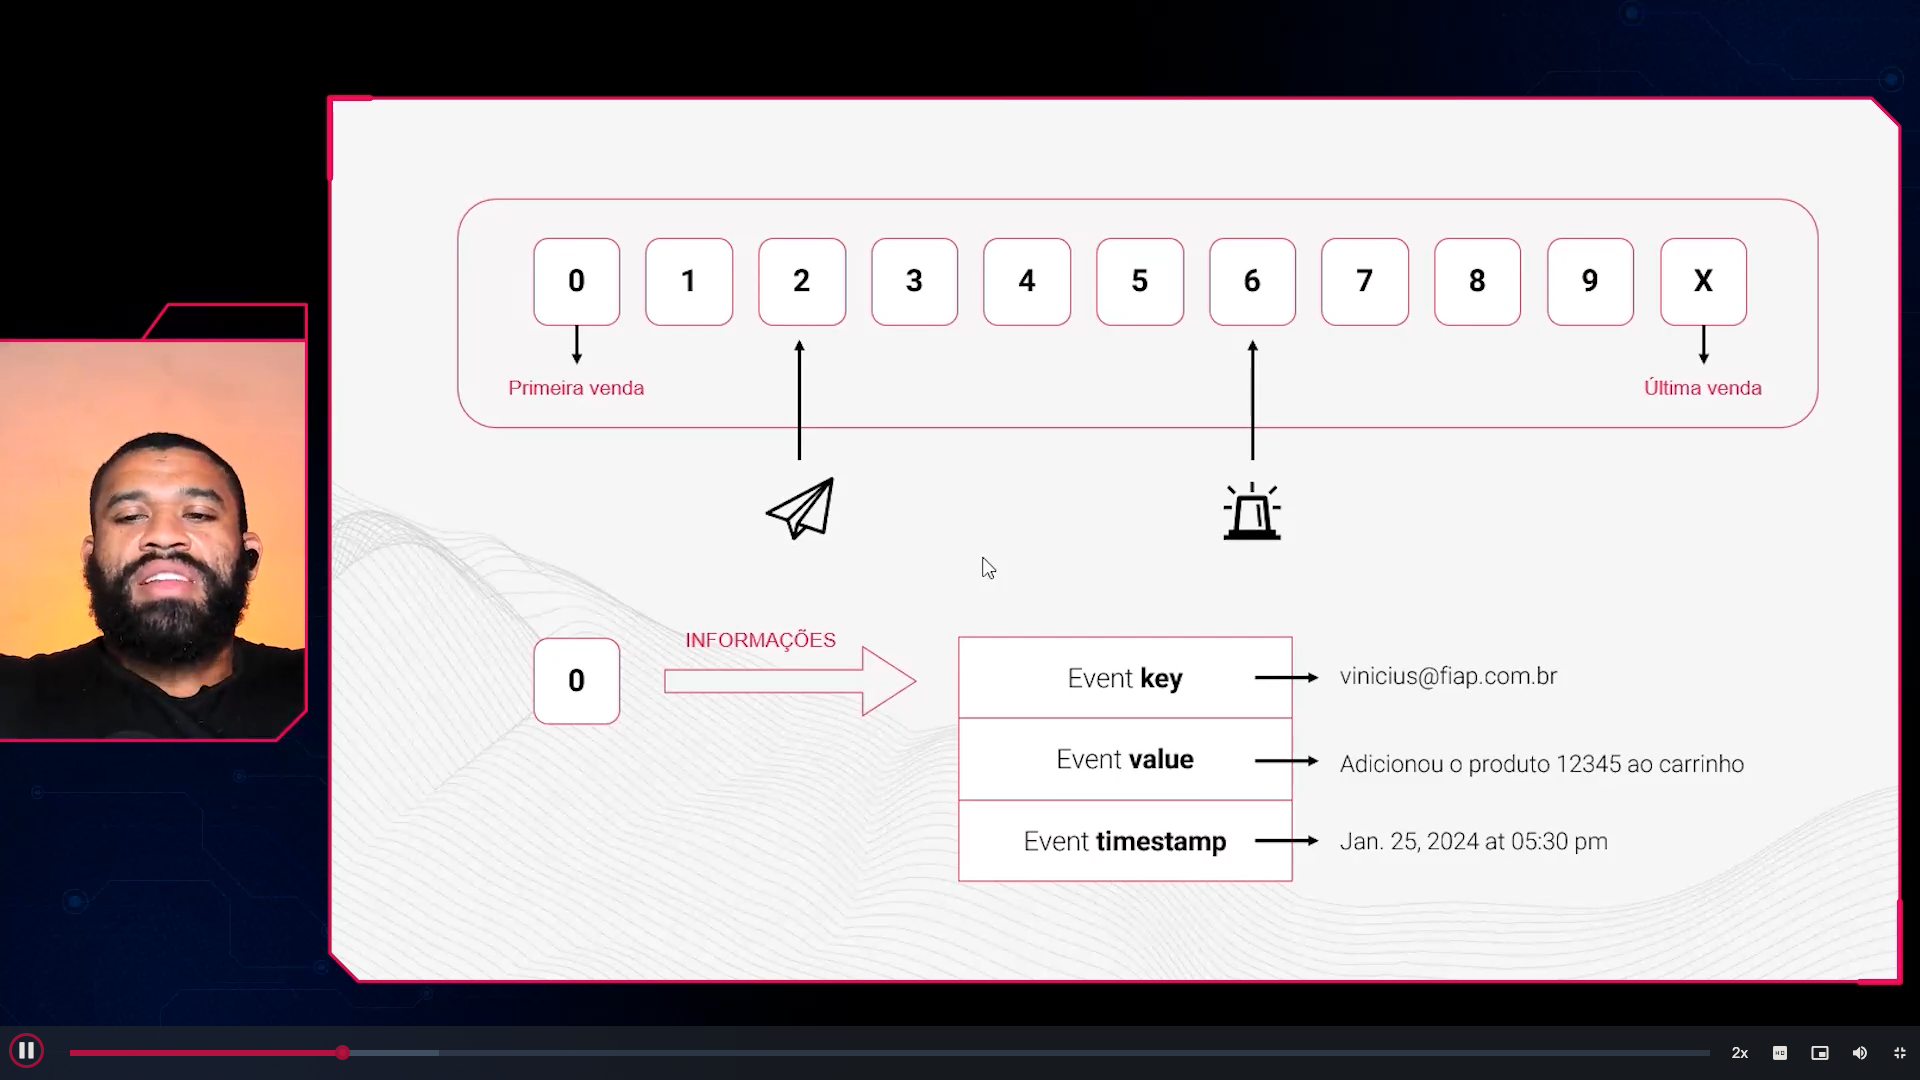 0 1 2 3 4 5 6 7 8 9 X
Primeira venda
Última venda
INFORMAÇÕES
0
Event key
vinicius@fiap.com.br
Event value
Adicionou o produto 12345 ao carrinho
Event timestamp
Jan. 25, 2024 at 05:30 pm
2x
HD